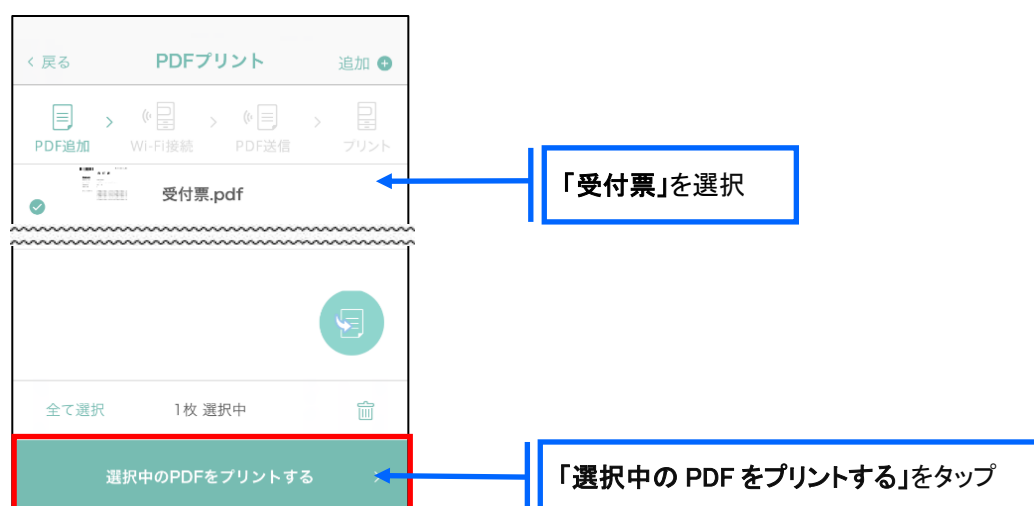 < 戻る PDFプリント 追加
PDF追加 Wi-Fi接続 PDF送信 プリント
受付票.pdf
「受付票」を選択
全て選択 1枚 選択中
選択中のPDFをプリントする >
「選択中の PDF をプリントする」をタップ